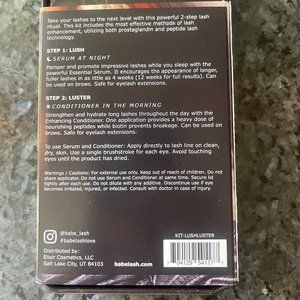 Take your lashes to the next level with this powerful 2-step lash
ritual. This kit includes the most effective methods of lash
enhancement, utilizing both prostaglandin and peptide lash
technology.
STEP 1: LUSH
SERUM AT NIGHT
Pamper and promote impressive lashes while you sleep with the
powerful Essential Serum. It encourages the appearance of longer,
fuller lashes in as little as 4 weeks (12 weeks for full results). Can be
used on brows. Safe for eyelash extensions.
STEP 2: LUSTER
CONDITIONER IN THE MORNING
Strengthen and hydrate long lashes throughout the day with the
Enhancing Conditioner. One application provides a heavy dose of
nourishing peptides while biotin prevents breakage. Can be used on
brows. Safe for eyelash extensions.
To use Serum and Conditioner: Apply directly to lash line on clean,
dry, skin. Use a single brushstroke for each eye. Avoid touching
eyes until the product has dried.
Warnings / Cautions: For external use only. Keep out of reach of children. Do not
share applicator. Do not use Serum and Conditioner at same time. Secure lid
tightly after each use. Do not dilute with any additive. Discontinue use if eyes
becomes irritated, injured, or infected. Consult with doctor in case of injury.
@babe_lash
#babelashlove
Distributed by:
Elixir Cosmetics, LLC
Salt Lake City, UT 84103
babelash.com
KIT-LUSHLUSTER